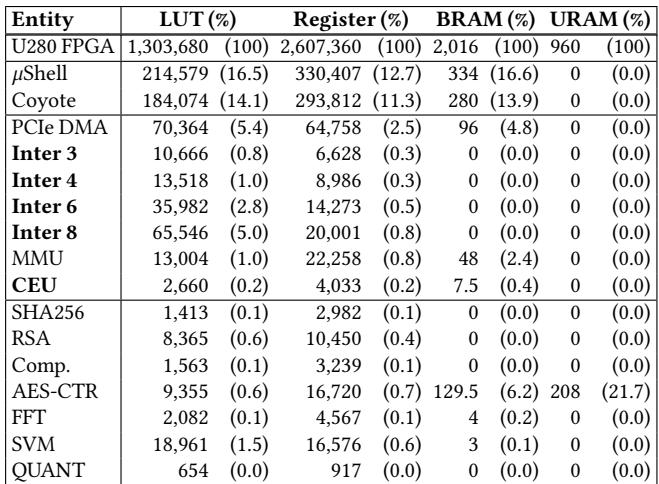 Entity LUT (%) Register (%) BRAM (%) URAM (%)
U280 FPGA 1,303,680 (100) 2,607,360 (100) 2,016 (100) 960 (100)
μShell 214,579 (16.5) 330,407 (12.7) 334 (16.6) 0 (0.0)
Coyote 184,074 (14.1) 293,812 (11.3) 280 (13.9) 0 (0.0)
PCIe DMA 70,364 (5.4) 64,758 (2.5) 96 (4.8) 0 (0.0)
Inter 3 10,666 (0.8) 6,628 (0.3) 0 (0.0) 0 (0.0)
Inter 4 13,518 (1.0) 8,986 (0.3) 0 (0.0) 0 (0.0)
Inter 6 35,982 (2.8) 14,273 (0.5) 0 (0.0) 0 (0.0)
Inter 8 65,546 (5.0) 20,001 (0.8) 0 (0.0) 0 (0.0)
MMU 13,004 (1.0) 22,258 (0.8) 48 (2.4) 0 (0.0)
CEU 2,660 (0.2) 4,033 (0.2) 7.5 (0.4) 0 (0.0)
SHA256 1,413 (0.1) 2,982 (0.1) 0 (0.0) 0 (0.0)
RSA 8,365 (0.6) 10,450 (0.4) 0 (0.0) 0 (0.0)
Comp. 1,563 (0.1) 3,239 (0.1) 0 (0.0) 0 (0.0)
AES-CTR 9,355 (0.6) 16,720 (0.7) 129.5 (6.2) 208 (21.7)
FFT 2,082 (0.1) 4,567 (0.1) 4 (0.2) 0 (0.0)
SVM 18,961 (1.5) 16,576 (0.6) 3 (0.1) 0 (0.0)
QUANT 654 (0.0) 917 (0.0) 0 (0.0) 0 (0.0)